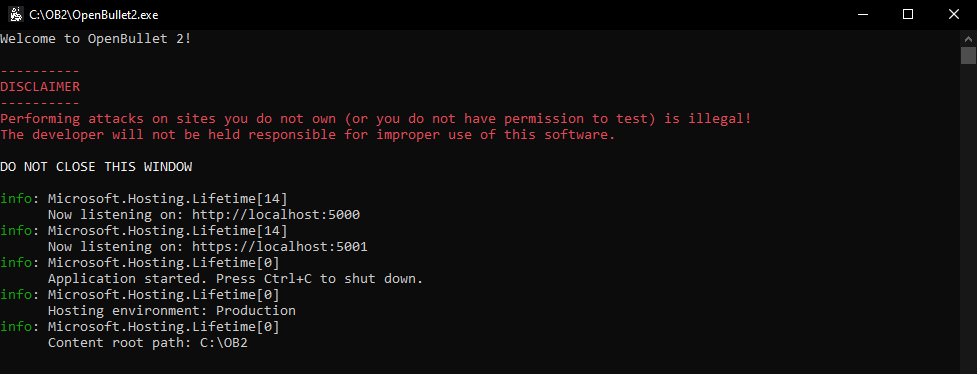 C:\OB2\OpenBullet2.exe
Welcome to OpenBullet 2!
----------
DISCLAIMER
----------
Performing attacks on sites you do not own (or you do not have permission to test) is illegal!
The developer will not be held responsible for improper use of this software.
DO NOT CLOSE THIS WINDOW
info: Microsoft.Hosting.Lifetime[14]
Now listening on: http://localhost:5000
info: Microsoft.Hosting.Lifetime[14]
Now listening on: https://localhost:5001
info: Microsoft.Hosting.Lifetime[0]
Application started. Press Ctrl+C to shut down.
info: Microsoft.Hosting.Lifetime[0]
Hosting environment: Production
info: Microsoft.Hosting.Lifetime[0]
Content root path: C:\OB2